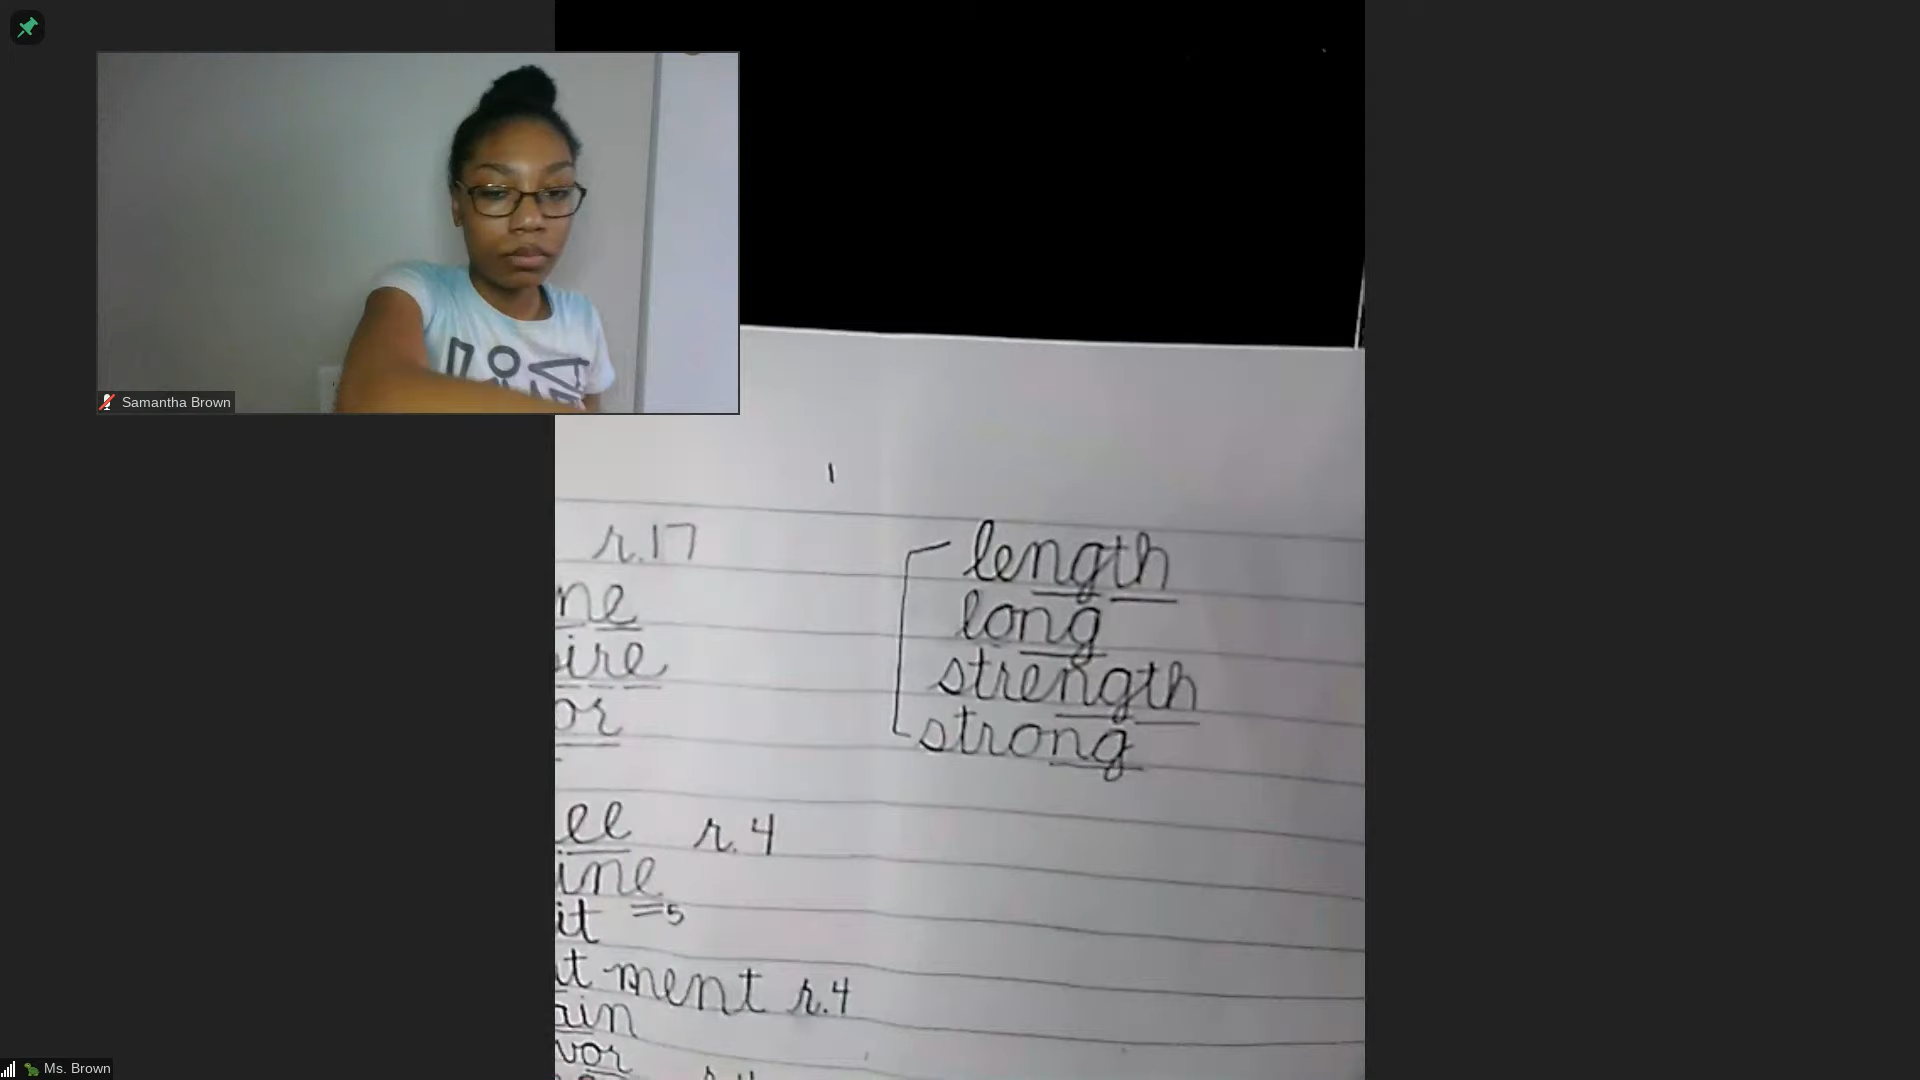 Samantha Brown
r.17
ne
ire
or
length
long
strength
strong
ee r.4
ine
=5
it
t ment r.4
ain
vor
Ms. Brown